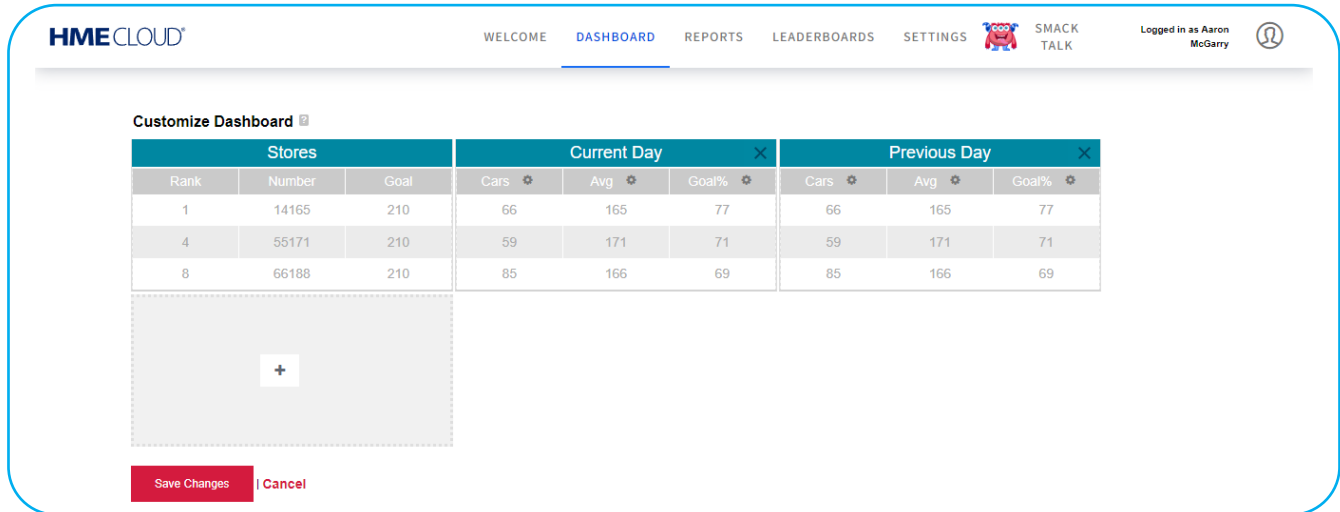 HME CLOUD®
WELCOME DASHBOARD REPORTS LEADERBOARDS SETTINGS SMACK TALK Logged in as Aaron McGarry
Customize Dashboard ?
Stores Current Day X Previous Day X
Rank Number Goal Cars Avg Goal% Cars Avg Goal%
1 14165 210 66 165 77 66 165 77
4 55171 210 59 171 71 59 171 71
8 66188 210 85 166 69 85 166 69
+
Save Changes | Cancel